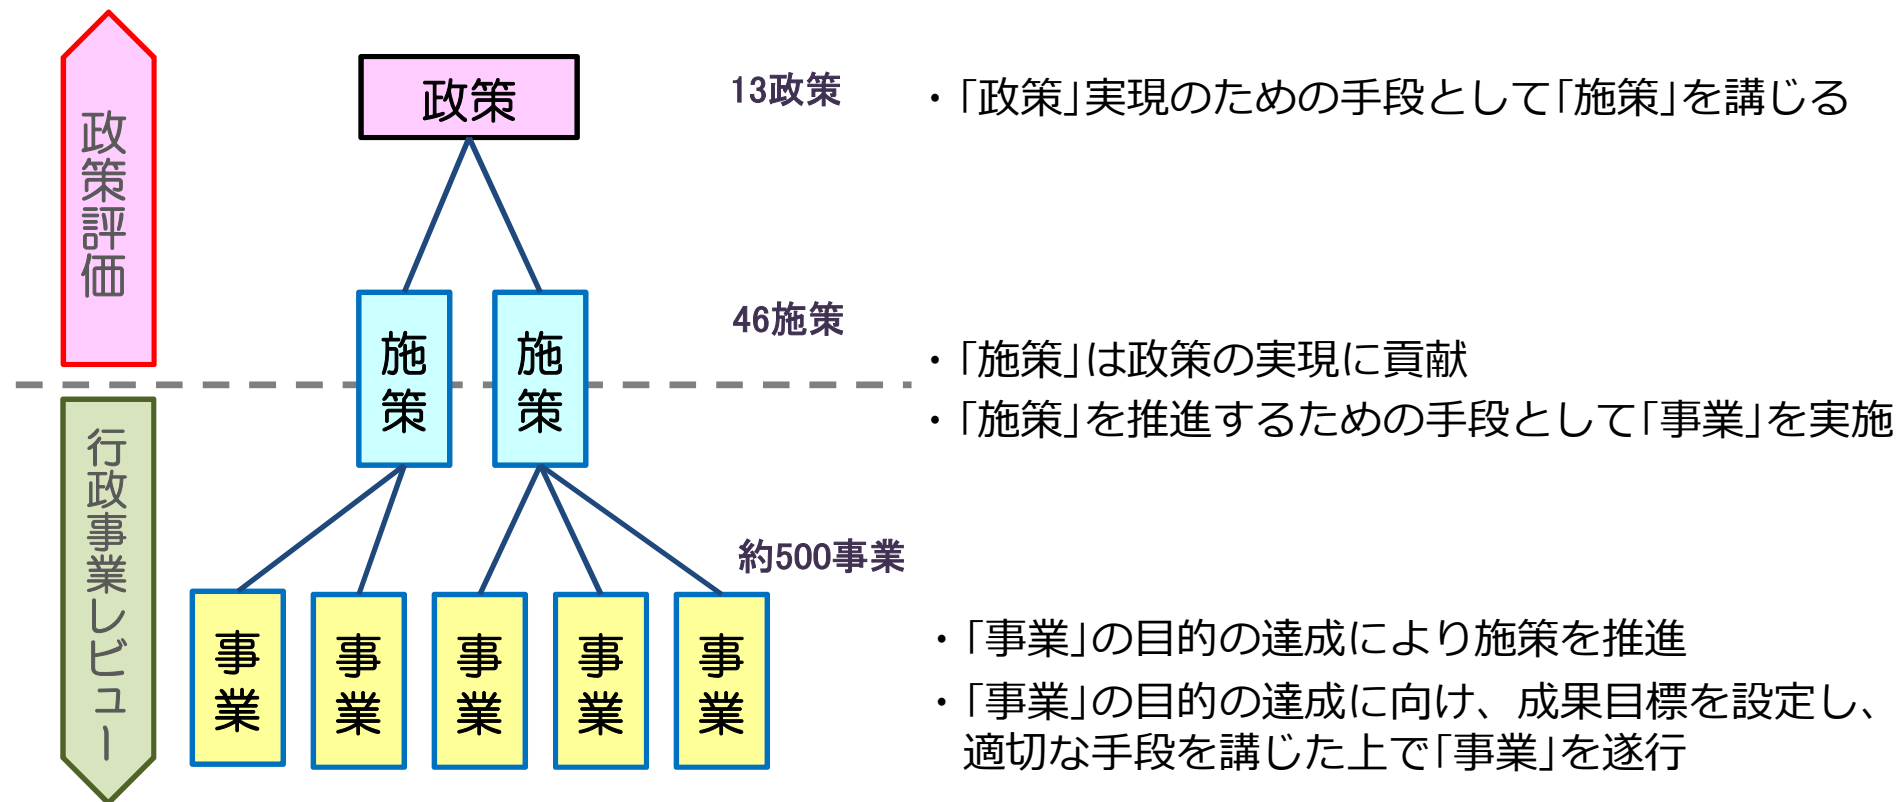 政策評価
行政事業レビュー
政策
13政策
・「政策」実現のための手段として「施策」を講じる
施策
施策
46施策
・「施策」は政策の実現に貢献
・「施策」を推進するための手段として「事業」を実施
約500事業
事業
事業
事業
事業
事業
・「事業」の目的の達成により施策を推進
・「事業」の目的の達成に向け、成果目標を設定し、
適切な手段を講じた上で「事業」を遂行